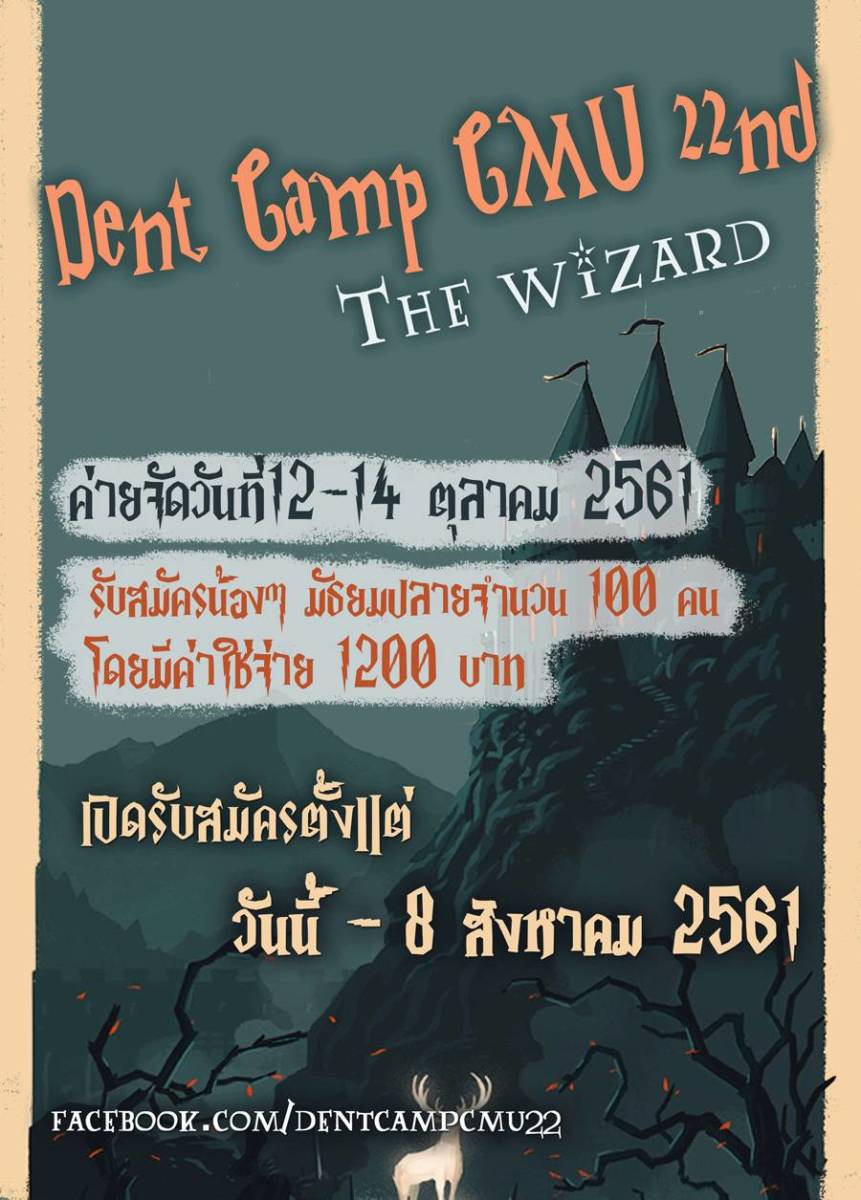 Dent Camp CMU 22nd
THE WIZARD
ค่ายจัดวันที่12-14 ตุลาคม 2561
รับสมัครน้องๆ มัธยมปลายจำนวน 100 คน
โดยมีค่าใช่จ่าย 1200 บาท
เปิดรับสมัครตั้งแต่
วันนี้ - 8 สิงหาคม 2561
FACEBOOK.COM/DENTCAMPCMU22